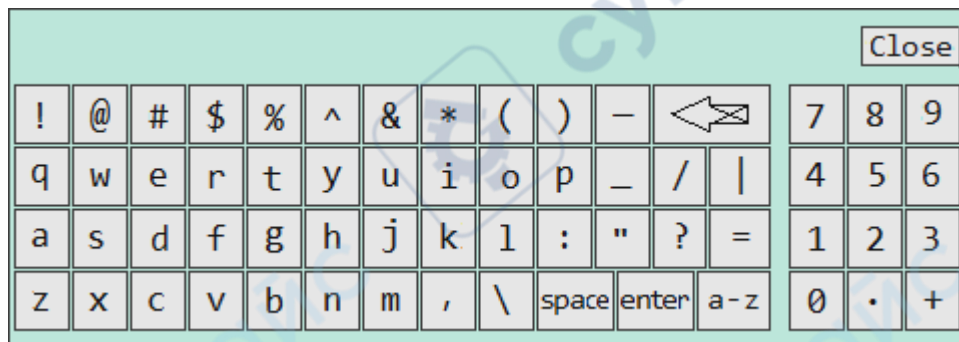 Close
! @ # $ % ^ & * ( ) — 7 8 9
q w e r t y u i o p _ / | 4 5 6
a s d f g h j k l : " ? = 1 2 3
z x c v b n m , \ space enter a-z 0 . +